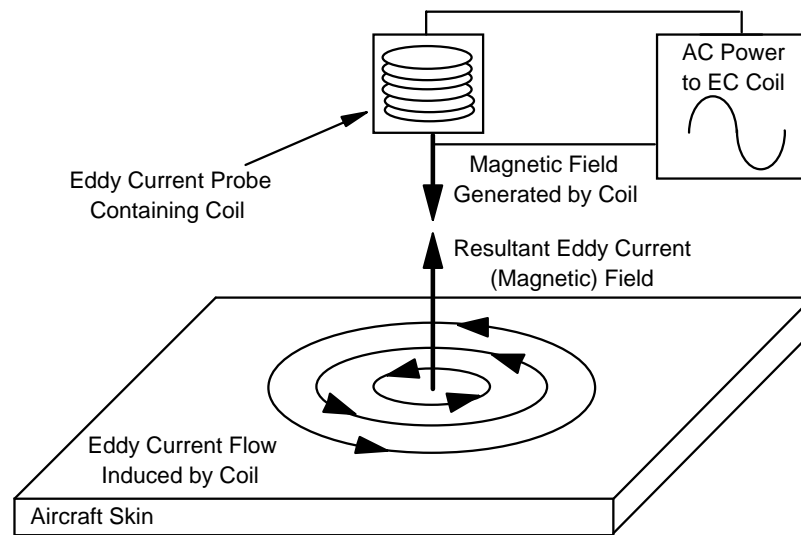 AC Power
to EC Coil
Magnetic Field
Generated by Coil
Eddy Current Probe
Containing Coil
Resultant Eddy Current
(Magnetic) Field
Eddy Current Flow
Induced by Coil
Aircraft Skin